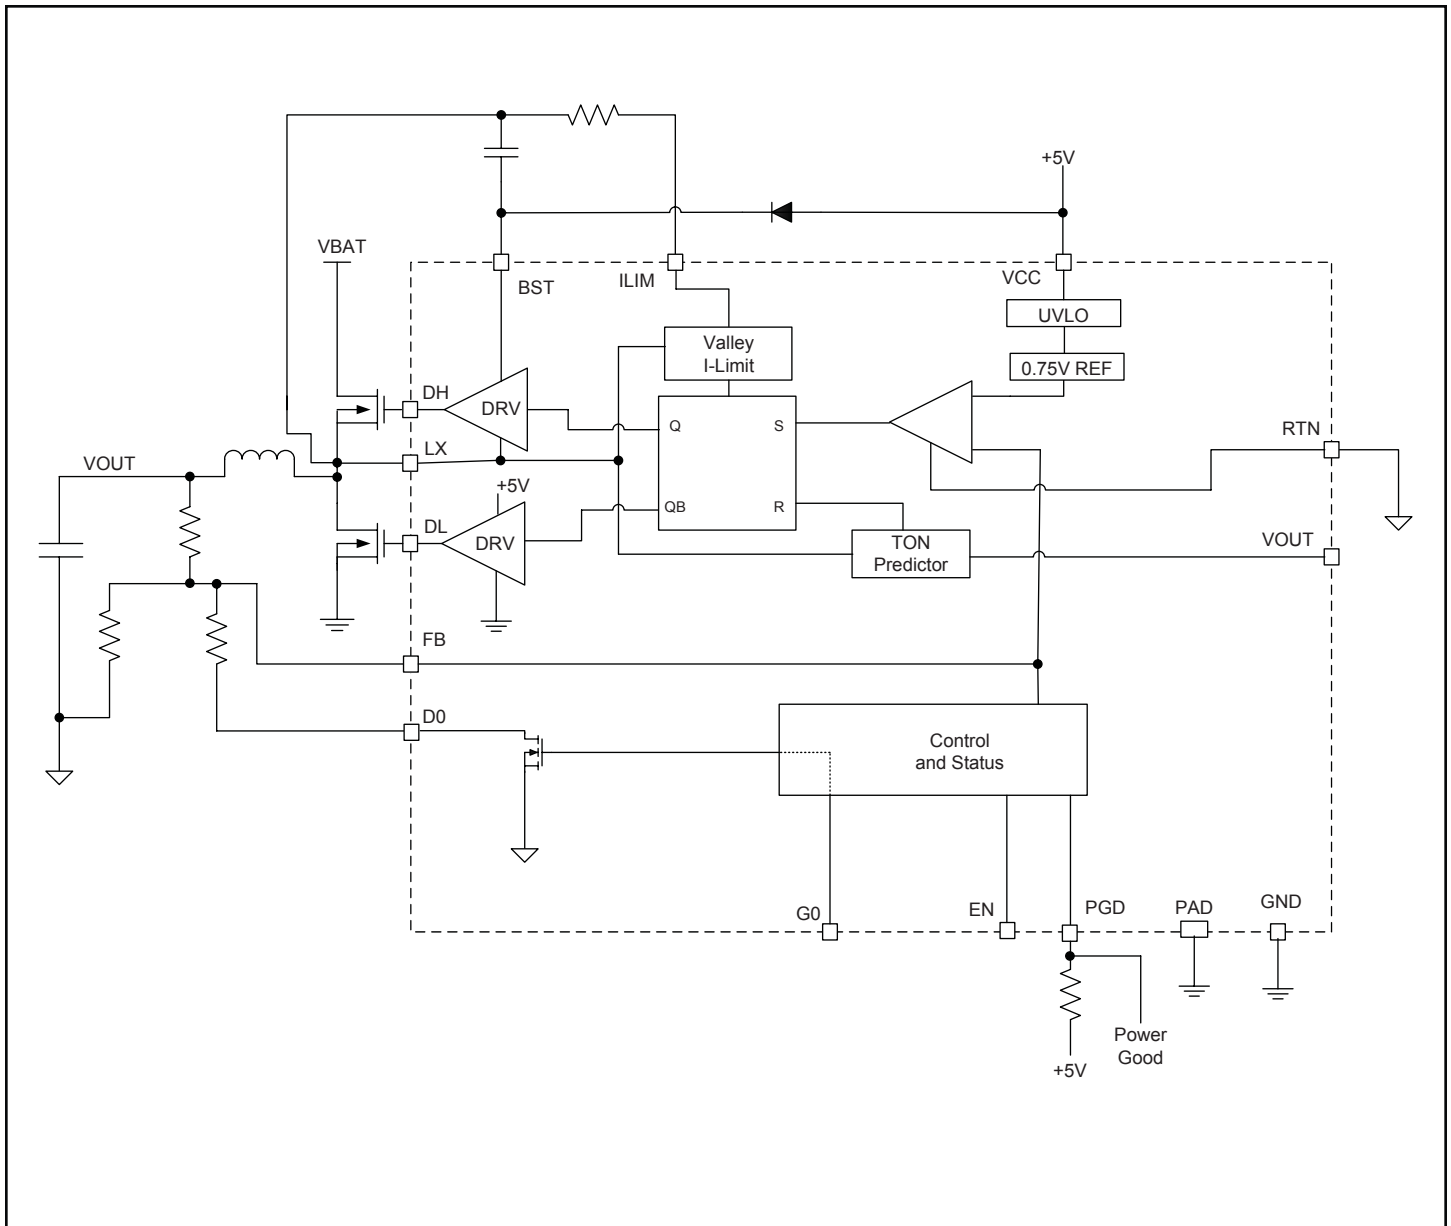 +5V
VBAT
BST
ILIM
VCC
UVLO
Valley
I-Limit
0.75V REF
DH
DRV
Q
S
RTN
LX
VOUT
+5V
QB
R
DL
DRV
TON
Predictor
VOUT
FB
D0
Control
and Status
G0
EN
PGD
PAD
GND
Power
Good
+5V